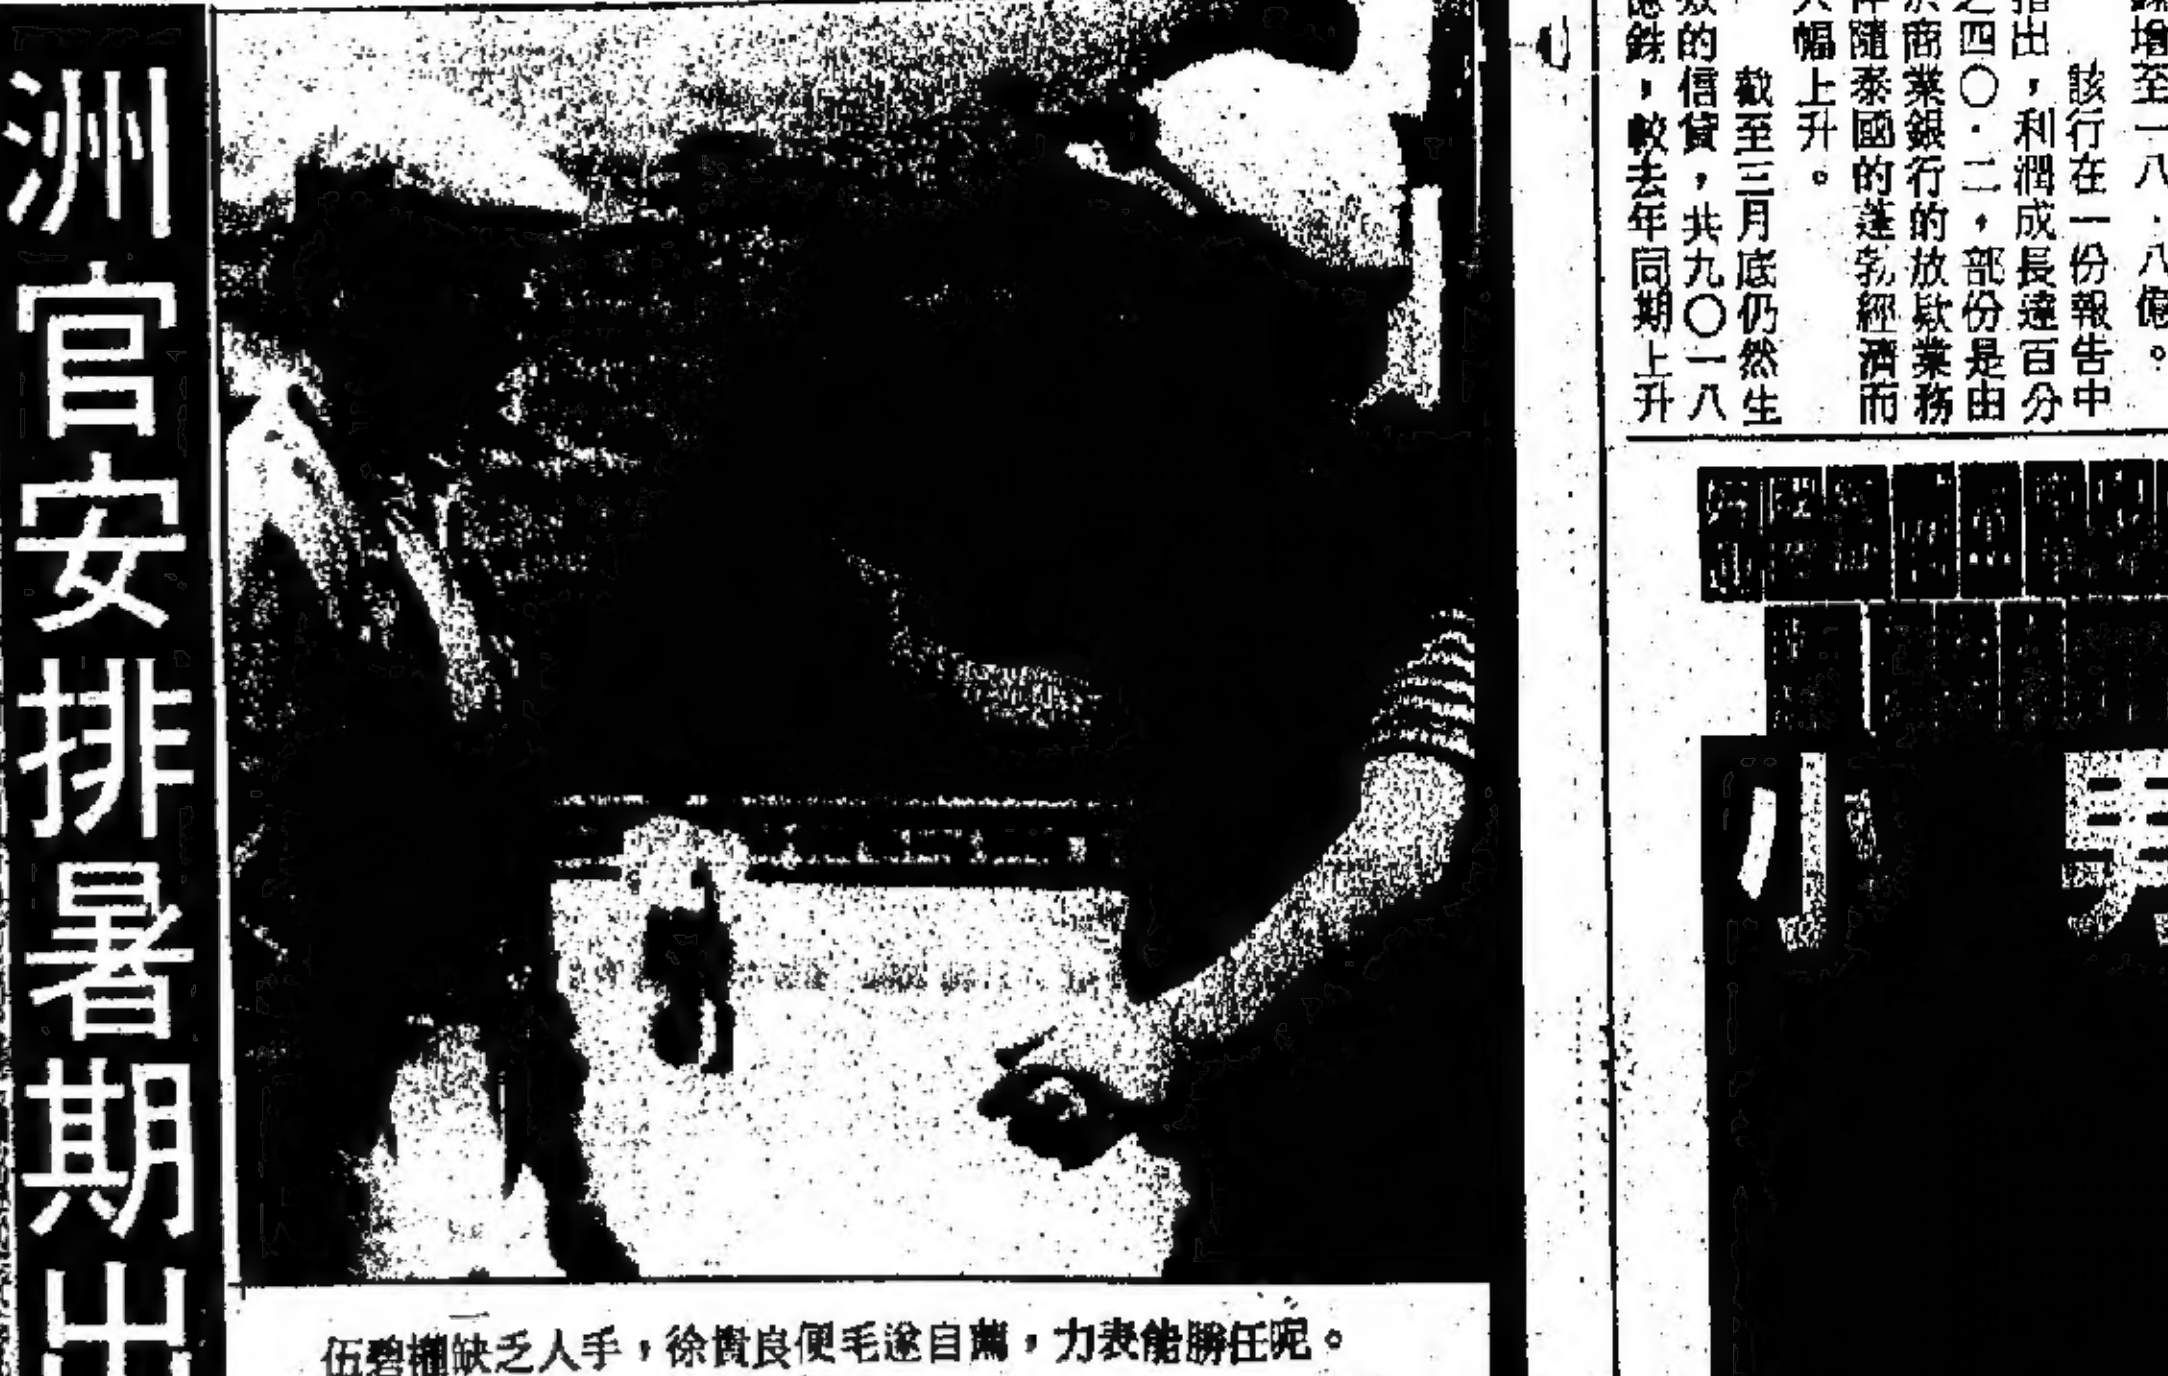 錄增至一八．八億。
該行在一份報告中
指出，利潤成長達百分
之四〇．二，部份是由
於商業銀行的放款業務
隨泰國的蓬勃經濟而
大幅上升。
截至三月底仍然生
效的信貸，共九〇一八
億銖，較去年同期上升
小 男
洲官安排暑期出
伍碧櫃缺乏人手，徐貴良便毛遂自薦，力表能勝任呢。